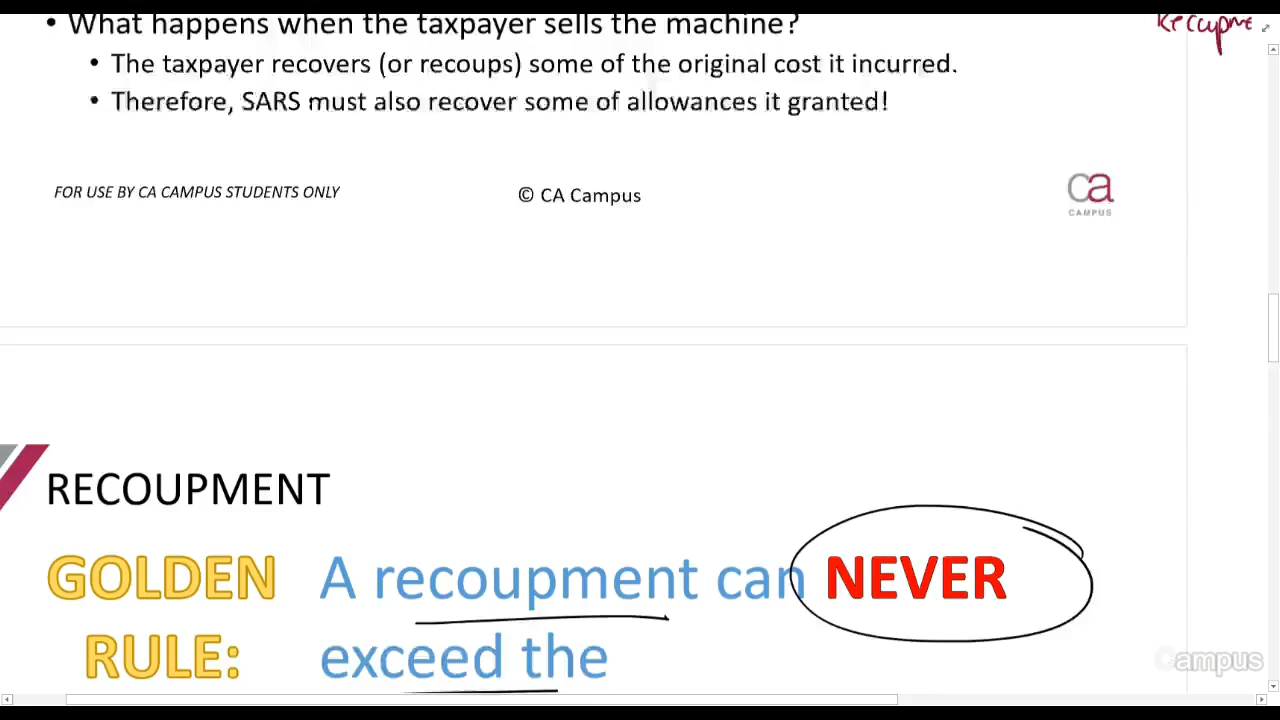 • What happens when the taxpayer sells the machine?
• The taxpayer recovers (or recoups) some of the original cost it incurred.
• Therefore, SARS must also recover some of allowances it granted!
FOR USE BY CA CAMPUS STUDENTS ONLY
© CA Campus
ca
CAMPUS
RECOUPMENT
GOLDEN RULE:
A recoupment can NEVER
exceed the
Campus